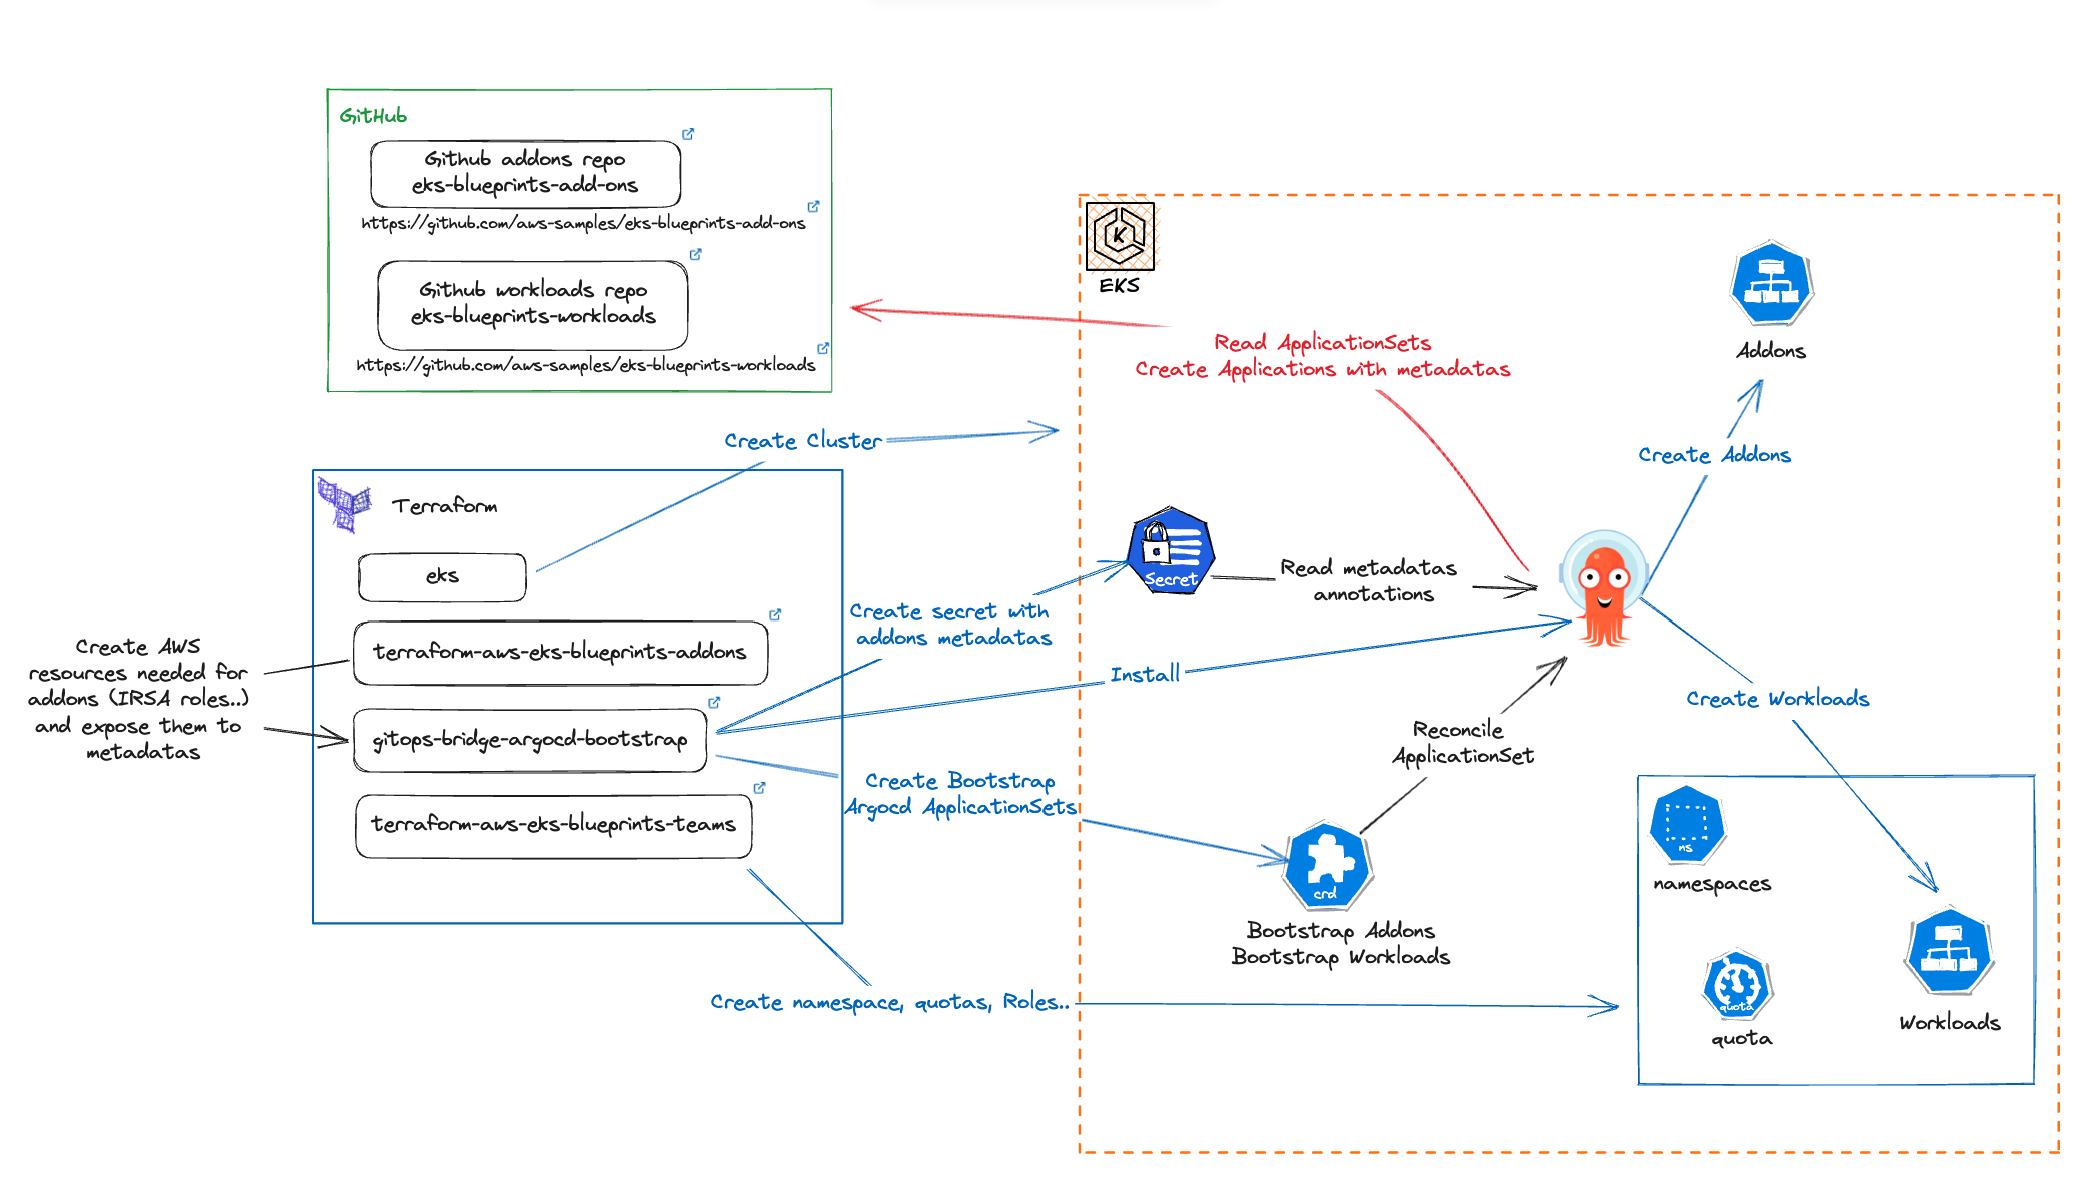 GitHub
Github addons repo
eks-blueprints-add-ons
https://github.com/aws-samples/eks-blueprints-add-ons
Github workloads repo
eks-blueprints-workloads
https://github.com/aws-samples/eks-blueprints-workloads
EKS
Read ApplicationSets
Create Applications with metadatas
Addons
Create Cluster
Create Addons
Terraform
eks
terraform-aws-eks-blueprints-addons
gitops-bridge-argocd-bootstrap
terraform-aws-eks-blueprints-teams
Create AWS
resources needed for
addons (IRSA roles..)
and expose them to
metadatas
Secret
Read metadatas
annotations
Create secret with
addons metadatas
Install
Create Workloads
Reconcile
ApplicationSet
Create Bootstrap
Argocd ApplicationSets
crd
Bootstrap Addons
Bootstrap Workloads
ns
namespaces
quota
quota
Workloads
Create namespace, quotas, Roles..
K